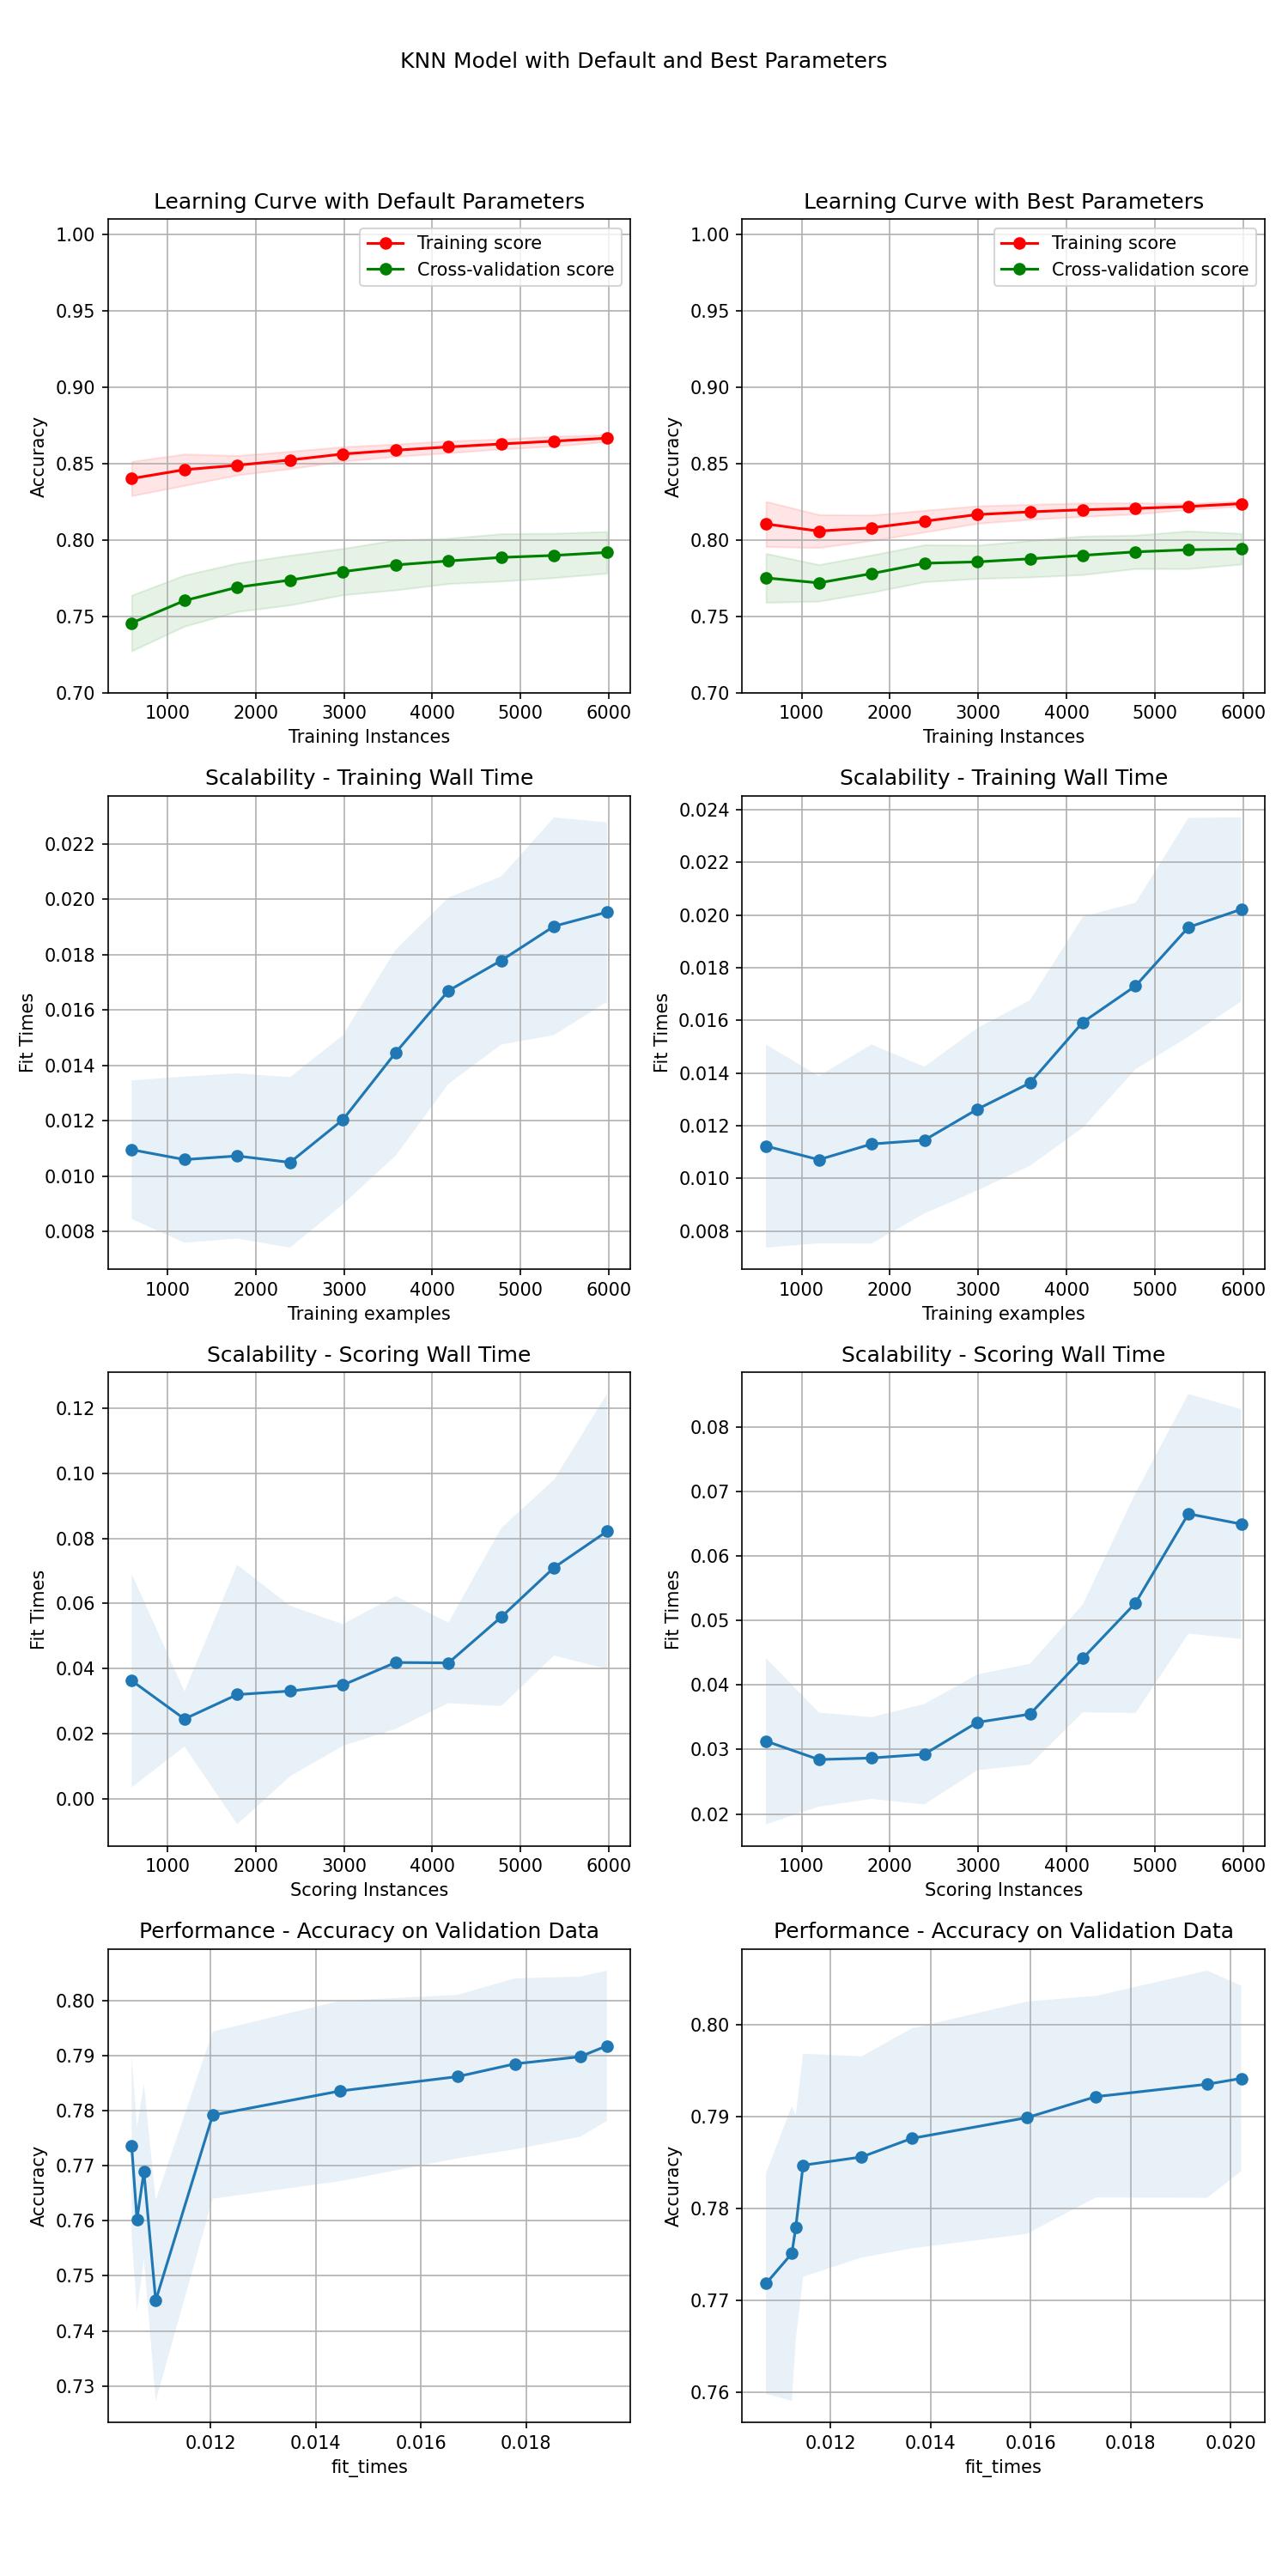 KNN Model with Default and Best Parameters
Learning Curve with Default Parameters
1.00
0.95
0.90
0.85
0.80
0.75
0.70
Accuracy
Training score
Cross-validation score
1000 2000 3000 4000 5000 6000
Training Instances
Learning Curve with Best Parameters
1.00
0.95
0.90
0.85
0.80
0.75
0.70
Accuracy
Training score
Cross-validation score
1000 2000 3000 4000 5000 6000
Training Instances
Scalability - Training Wall Time
0.022
0.020
0.018
0.016
0.014
0.012
0.010
0.008
Fit Times
1000 2000 3000 4000 5000 6000
Training examples
Scalability - Training Wall Time
0.024
0.022
0.020
0.018
0.016
0.014
0.012
0.010
0.008
Fit Times
1000 2000 3000 4000 5000 6000
Training examples
Scalability - Scoring Wall Time
0.12
0.10
0.08
0.06
0.04
0.02
0.00
Fit Times
1000 2000 3000 4000 5000 6000
Scoring Instances
Scalability - Scoring Wall Time
0.08
0.07
0.06
0.05
0.04
0.03
0.02
Fit Times
1000 2000 3000 4000 5000 6000
Scoring Instances
Performance - Accuracy on Validation Data
0.80
0.79
0.78
0.77
0.76
0.75
0.74
0.73
Accuracy
0.012 0.014 0.016 0.018
fit_times
Performance - Accuracy on Validation Data
0.80
0.79
0.78
0.77
0.76
Accuracy
0.012 0.014 0.016 0.018 0.020
fit_times